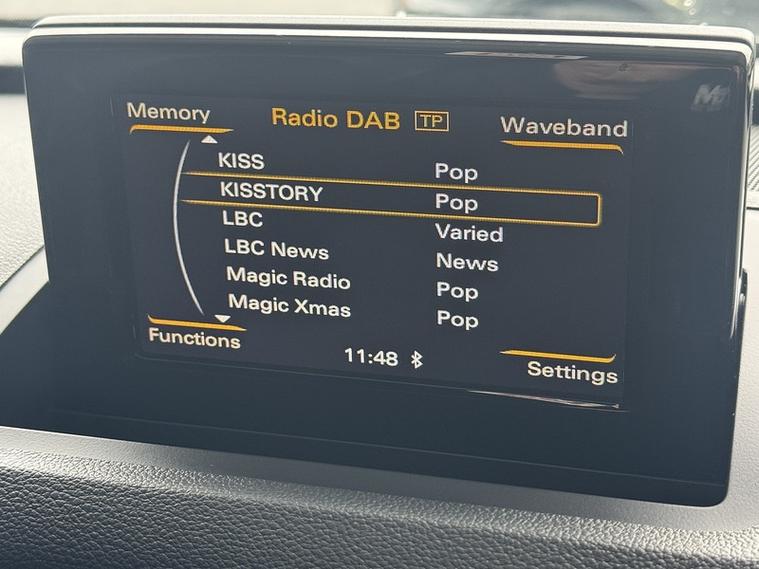 Memory
Radio DAB TP
Waveband
KISS Pop
KISSTORY Pop
LBC Varied
LBC News News
Magic Radio Pop
Magic Xmas Pop
Functions
11:48
Settings